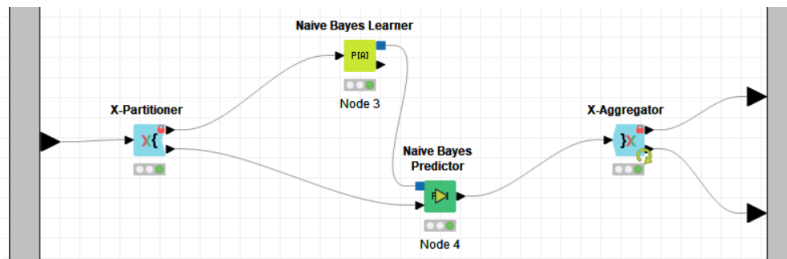 Naive Bayes Learner
P[A]
Node 3
X-Partitioner
X{
Naive Bayes
Predictor
Node 4
X-Aggregator
}X